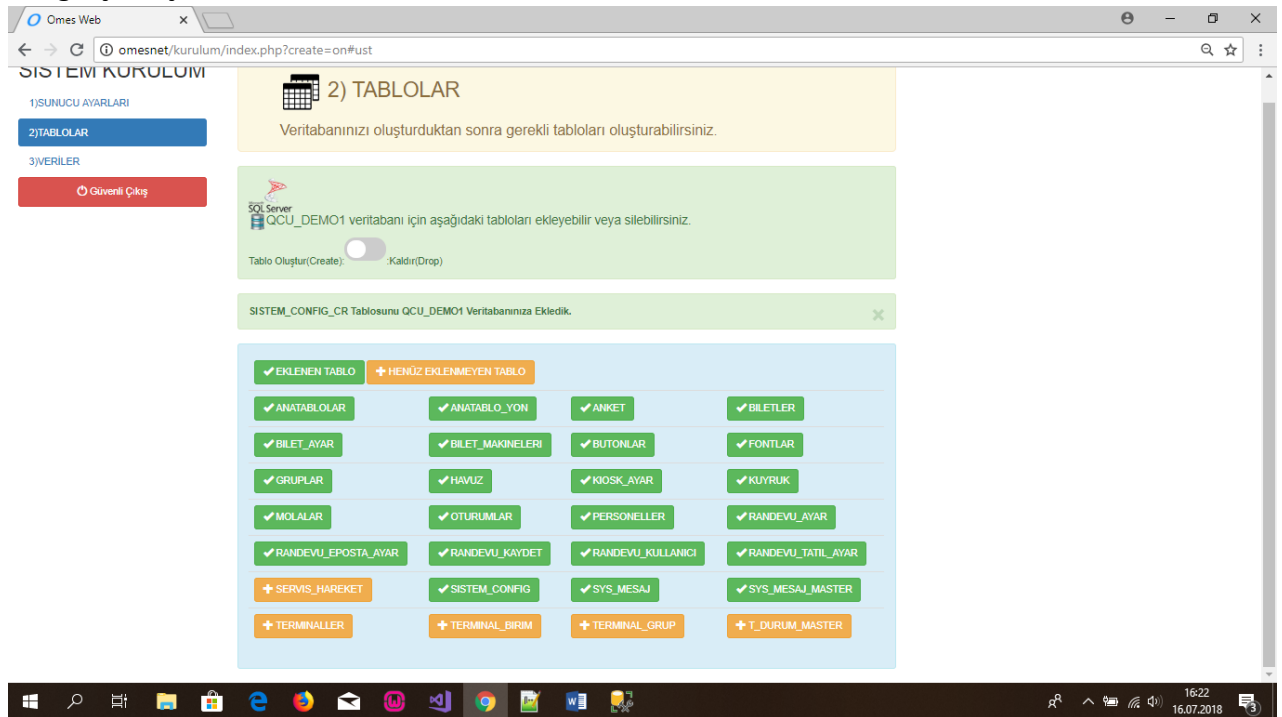 Omes Web
omesnet/kurulum/index.php?create=on#ust
SISTEM KURULUM
1)SUNUCU AYARLARI
2)TABLOLAR
3)VERİLER
Güvenli Çıkış
2) TABLOLAR
Veritabanınızı oluşturduktan sonra gerekli tabloları oluşturabilirsiniz.
SQL Server
QCU_DEMO1 veritabanı için aşağıdaki tabloları ekleyebilir veya silebilirsiniz.
Tablo Oluştur(Create): :Kaldır(Drop)
SISTEM_CONFIG_CR Tablosunu QCU_DEMO1 Veritabanınıza Ekledik.
EKLENEN TABLO HENÜZ EKLENMEYEN TABLO
ANATABLOLAR ANATABLO_YON ANKET BILETLER
BILET_AYAR BILET_MAKINELERI BUTONLAR FONTLAR
GRUPLAR HAVUZ KIOSK_AYAR KUYRUK
MOLALAR OTURUMLAR PERSONELLER RANDEVU_AYAR
RANDEVU_EPOSTA_AYAR RANDEVU_KAYDET RANDEVU_KULLANICI RANDEVU_TATIL_AYAR
SERVIS_HAREKET SISTEM_CONFIG SYS_MESAJ SYS_MESAJ_MASTER
TERMINALLER TERMINAL_BIRIM TERMINAL_GRUP T_DURUM_MASTER
16:22
16.07.2018